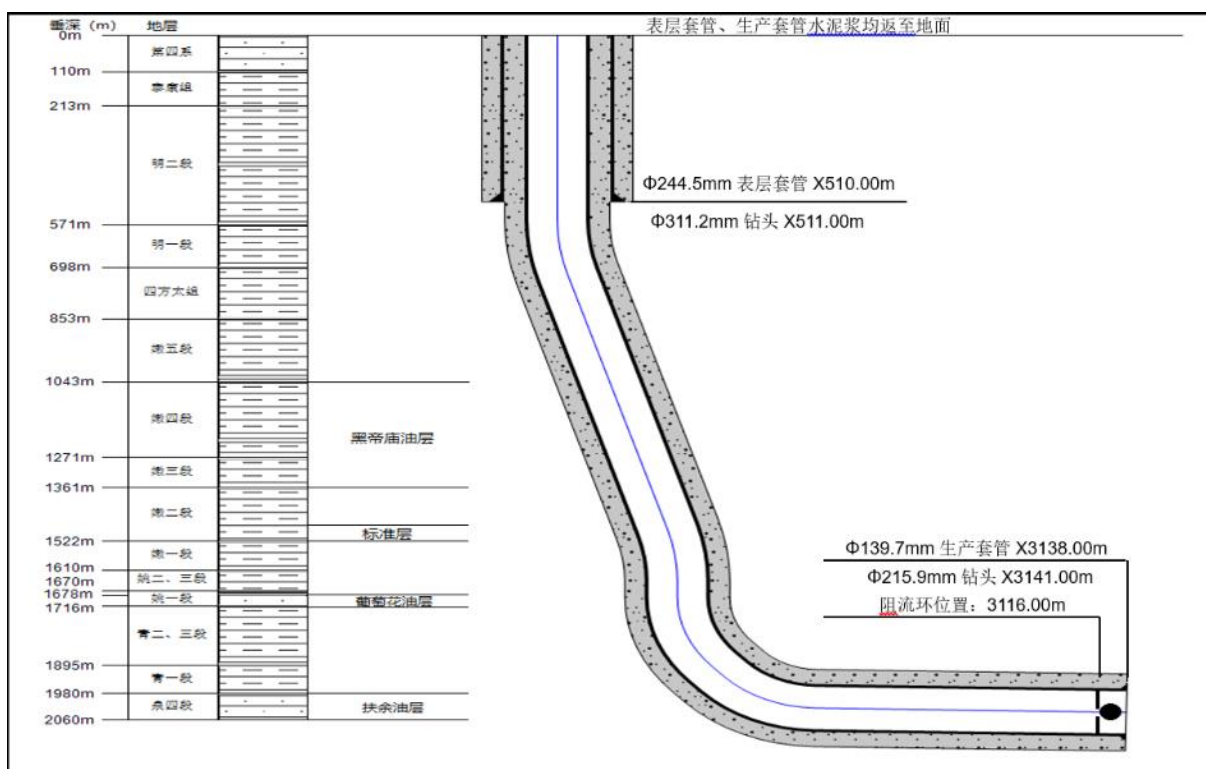 垂深（m） 地层 表层套管、生产套管水泥浆均返至地面
0m
第四系
110m
泰康组
213m
明二段
Φ244.5mm 表层套管 X510.00m
Φ311.2mm 钻头 X511.00m
571m
明一段
698m
四方太组
853m
嫩五段
1043m
嫩四段
黑帝庙油层
1271m
嫩三段
1361m
嫩二段
标准层
1522m
嫩一段
Φ139.7mm 生产套管 X3138.00m
1610m
姚二、三段
Φ215.9mm 钻头 X3141.00m
1670m
1678m
姚一段
葡萄花油层
阻流环位置：3116.00m
1716m
青二、三段
1895m
青一段
1980m
泉四段
扶余油层
2060m